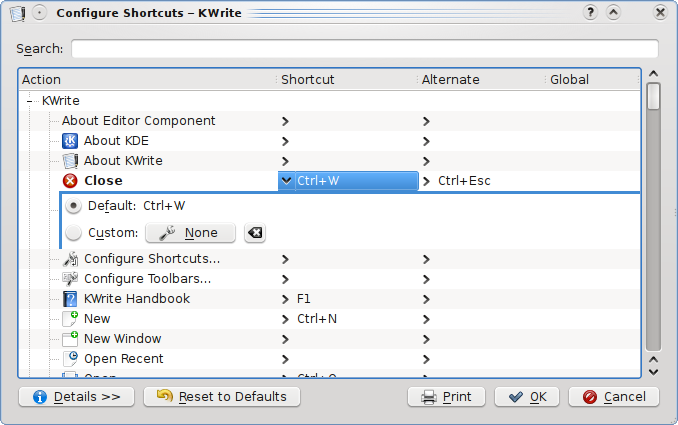 Configure Shortcuts – KWrite
Search:
Action Shortcut Alternate Global
KWrite
About Editor Component
About KDE
About KWrite
Close Ctrl+W Ctrl+Esc
Default: Ctrl+W
Custom: None
Configure Shortcuts...
Configure Toolbars...
KWrite Handbook F1
New Ctrl+N
New Window
Open Recent
Open... Ctrl+O
Details >> Reset to Defaults Print OK Cancel